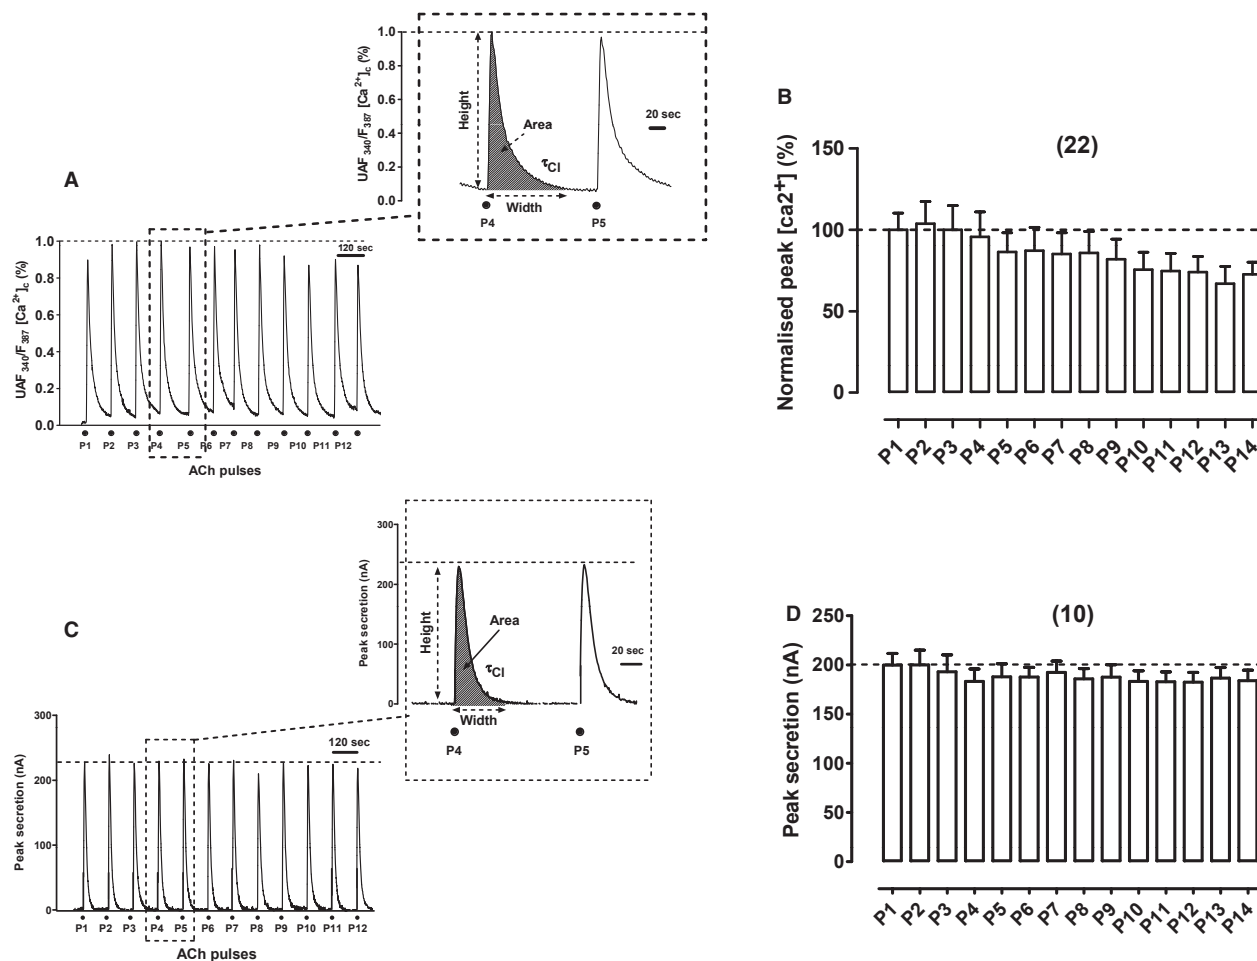 A
UAF 340/F 387 [Ca2+]c (%)
1.0
0.8
0.6
0.4
0.2
0.0
120 sec
P1 P2 P3 P4 P5 P6 P7 P8 P9 P10 P11 P12
ACh pulses
UAF 340/F 387 [Ca2+]c (%)
1.0
0.8
0.6
0.4
0.2
0.0
Height
Area
τCl
Width
20 sec
P4 P5
B
(22)
Normalised peak [ca2+] (%)
150
100
50
0
P1 P2 P3 P4 P5 P6 P7 P8 P9 P10 P11 P12 P13 P14
C
Peak secretion (nA)
300
200
100
0
120 sec
P1 P2 P3 P4 P5 P6 P7 P8 P9 P10 P11 P12
ACh pulses
Peak secretion (nA)
300
200
100
0
Height
Area
τCl
Width
20 sec
P4 P5
D
(10)
Peak secretion (nA)
250
200
150
100
50
0
P1 P2 P3 P4 P5 P6 P7 P8 P9 P10 P11 P12 P13 P14